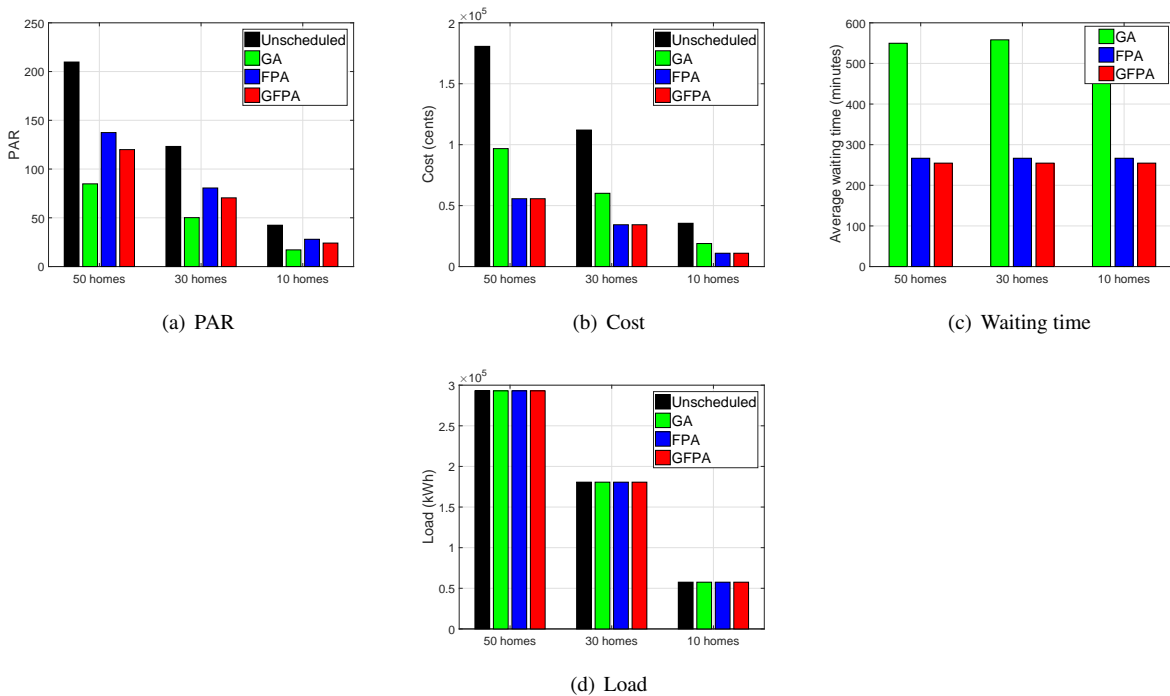 250
200
150
100
50
0
PAR
50 homes 30 homes 10 homes
Unscheduled
GA
FPA
GFPA
(a) PAR
×10⁵
2
1.5
1
0.5
0
Cost (cents)
50 homes 30 homes 10 homes
Unscheduled
GA
FPA
GFPA
(b) Cost
600
500
400
300
200
100
0
Average waiting time (minutes)
50 homes 30 homes 10 homes
GA
FPA
GFPA
(c) Waiting time
×10⁵
3
2.5
2
1.5
1
0.5
0
Load (kWh)
50 homes 30 homes 10 homes
Unscheduled
GA
FPA
GFPA
(d) Load